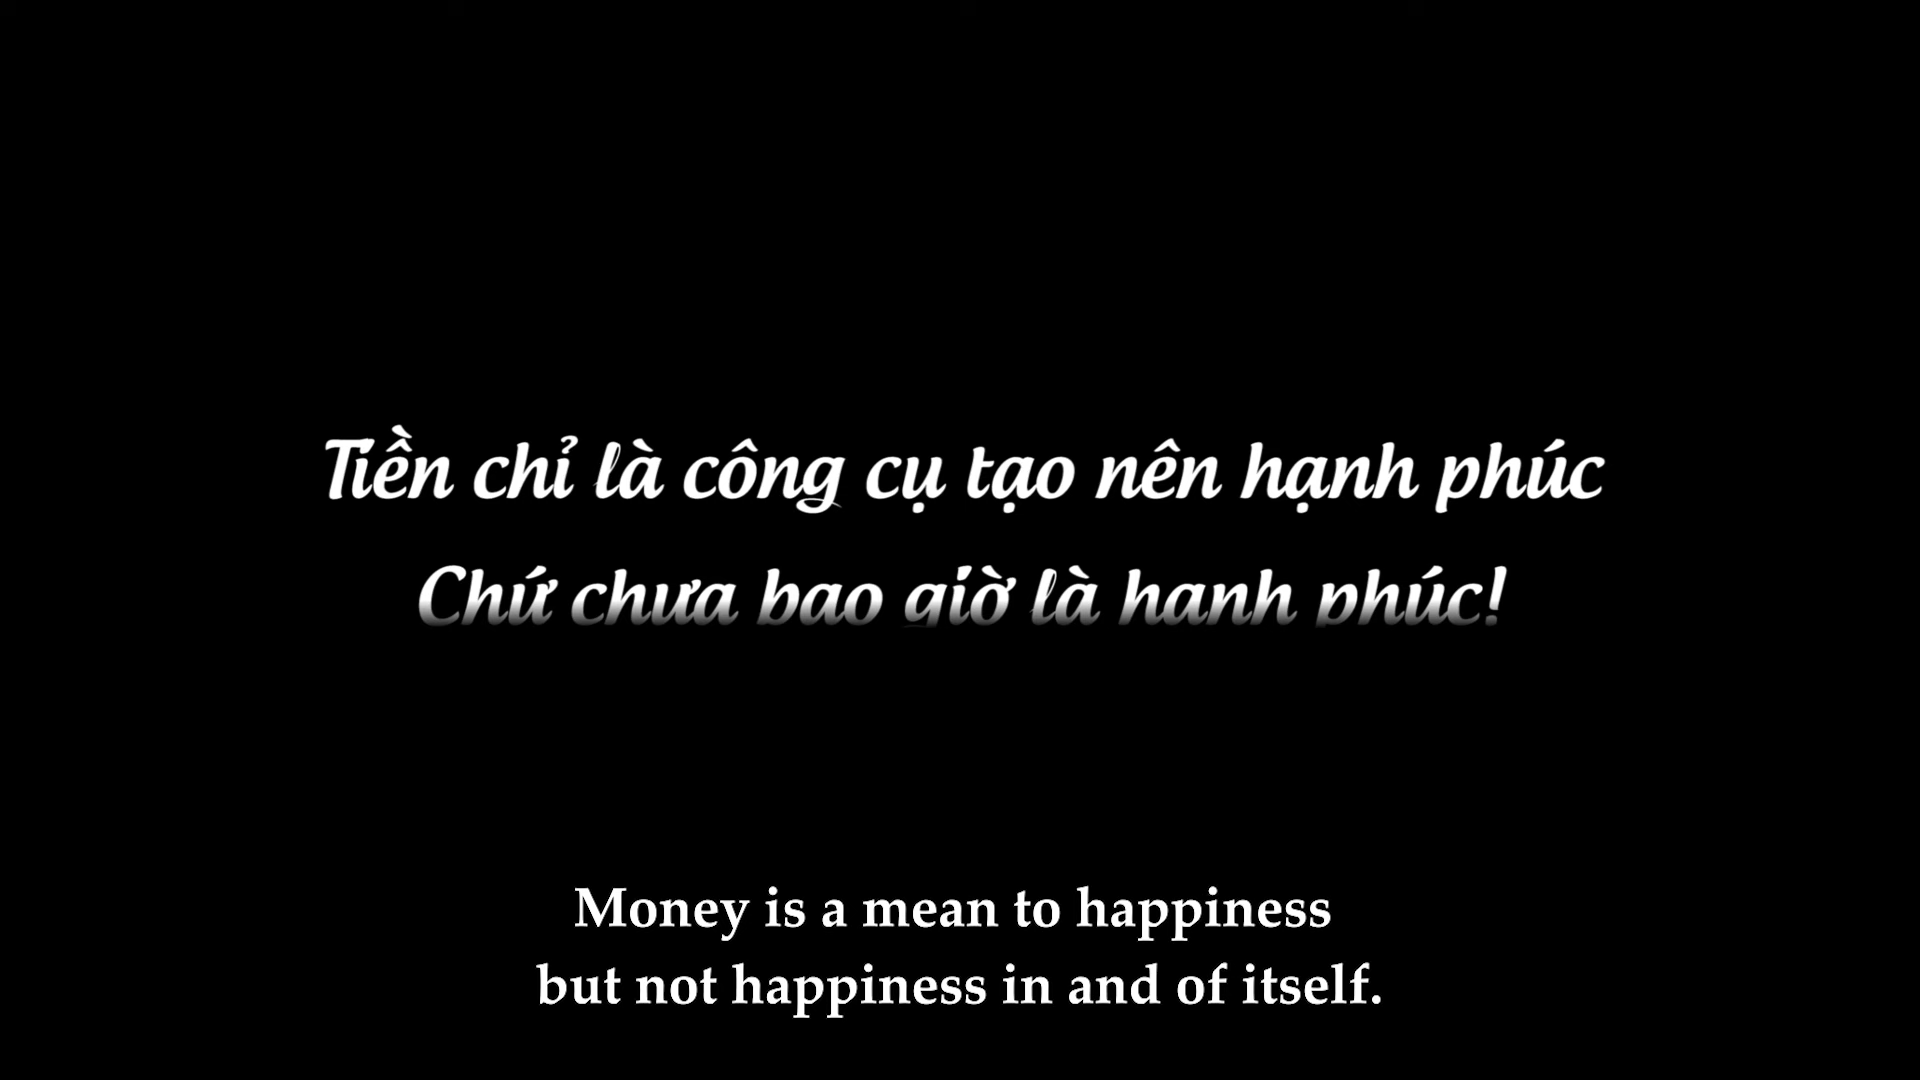 Tiền chỉ là công cụ tạo nên hạnh phúc
Chứ chưa bao giờ là hạnh phúc!
Money is a mean to happiness
but not happiness in and of itself.